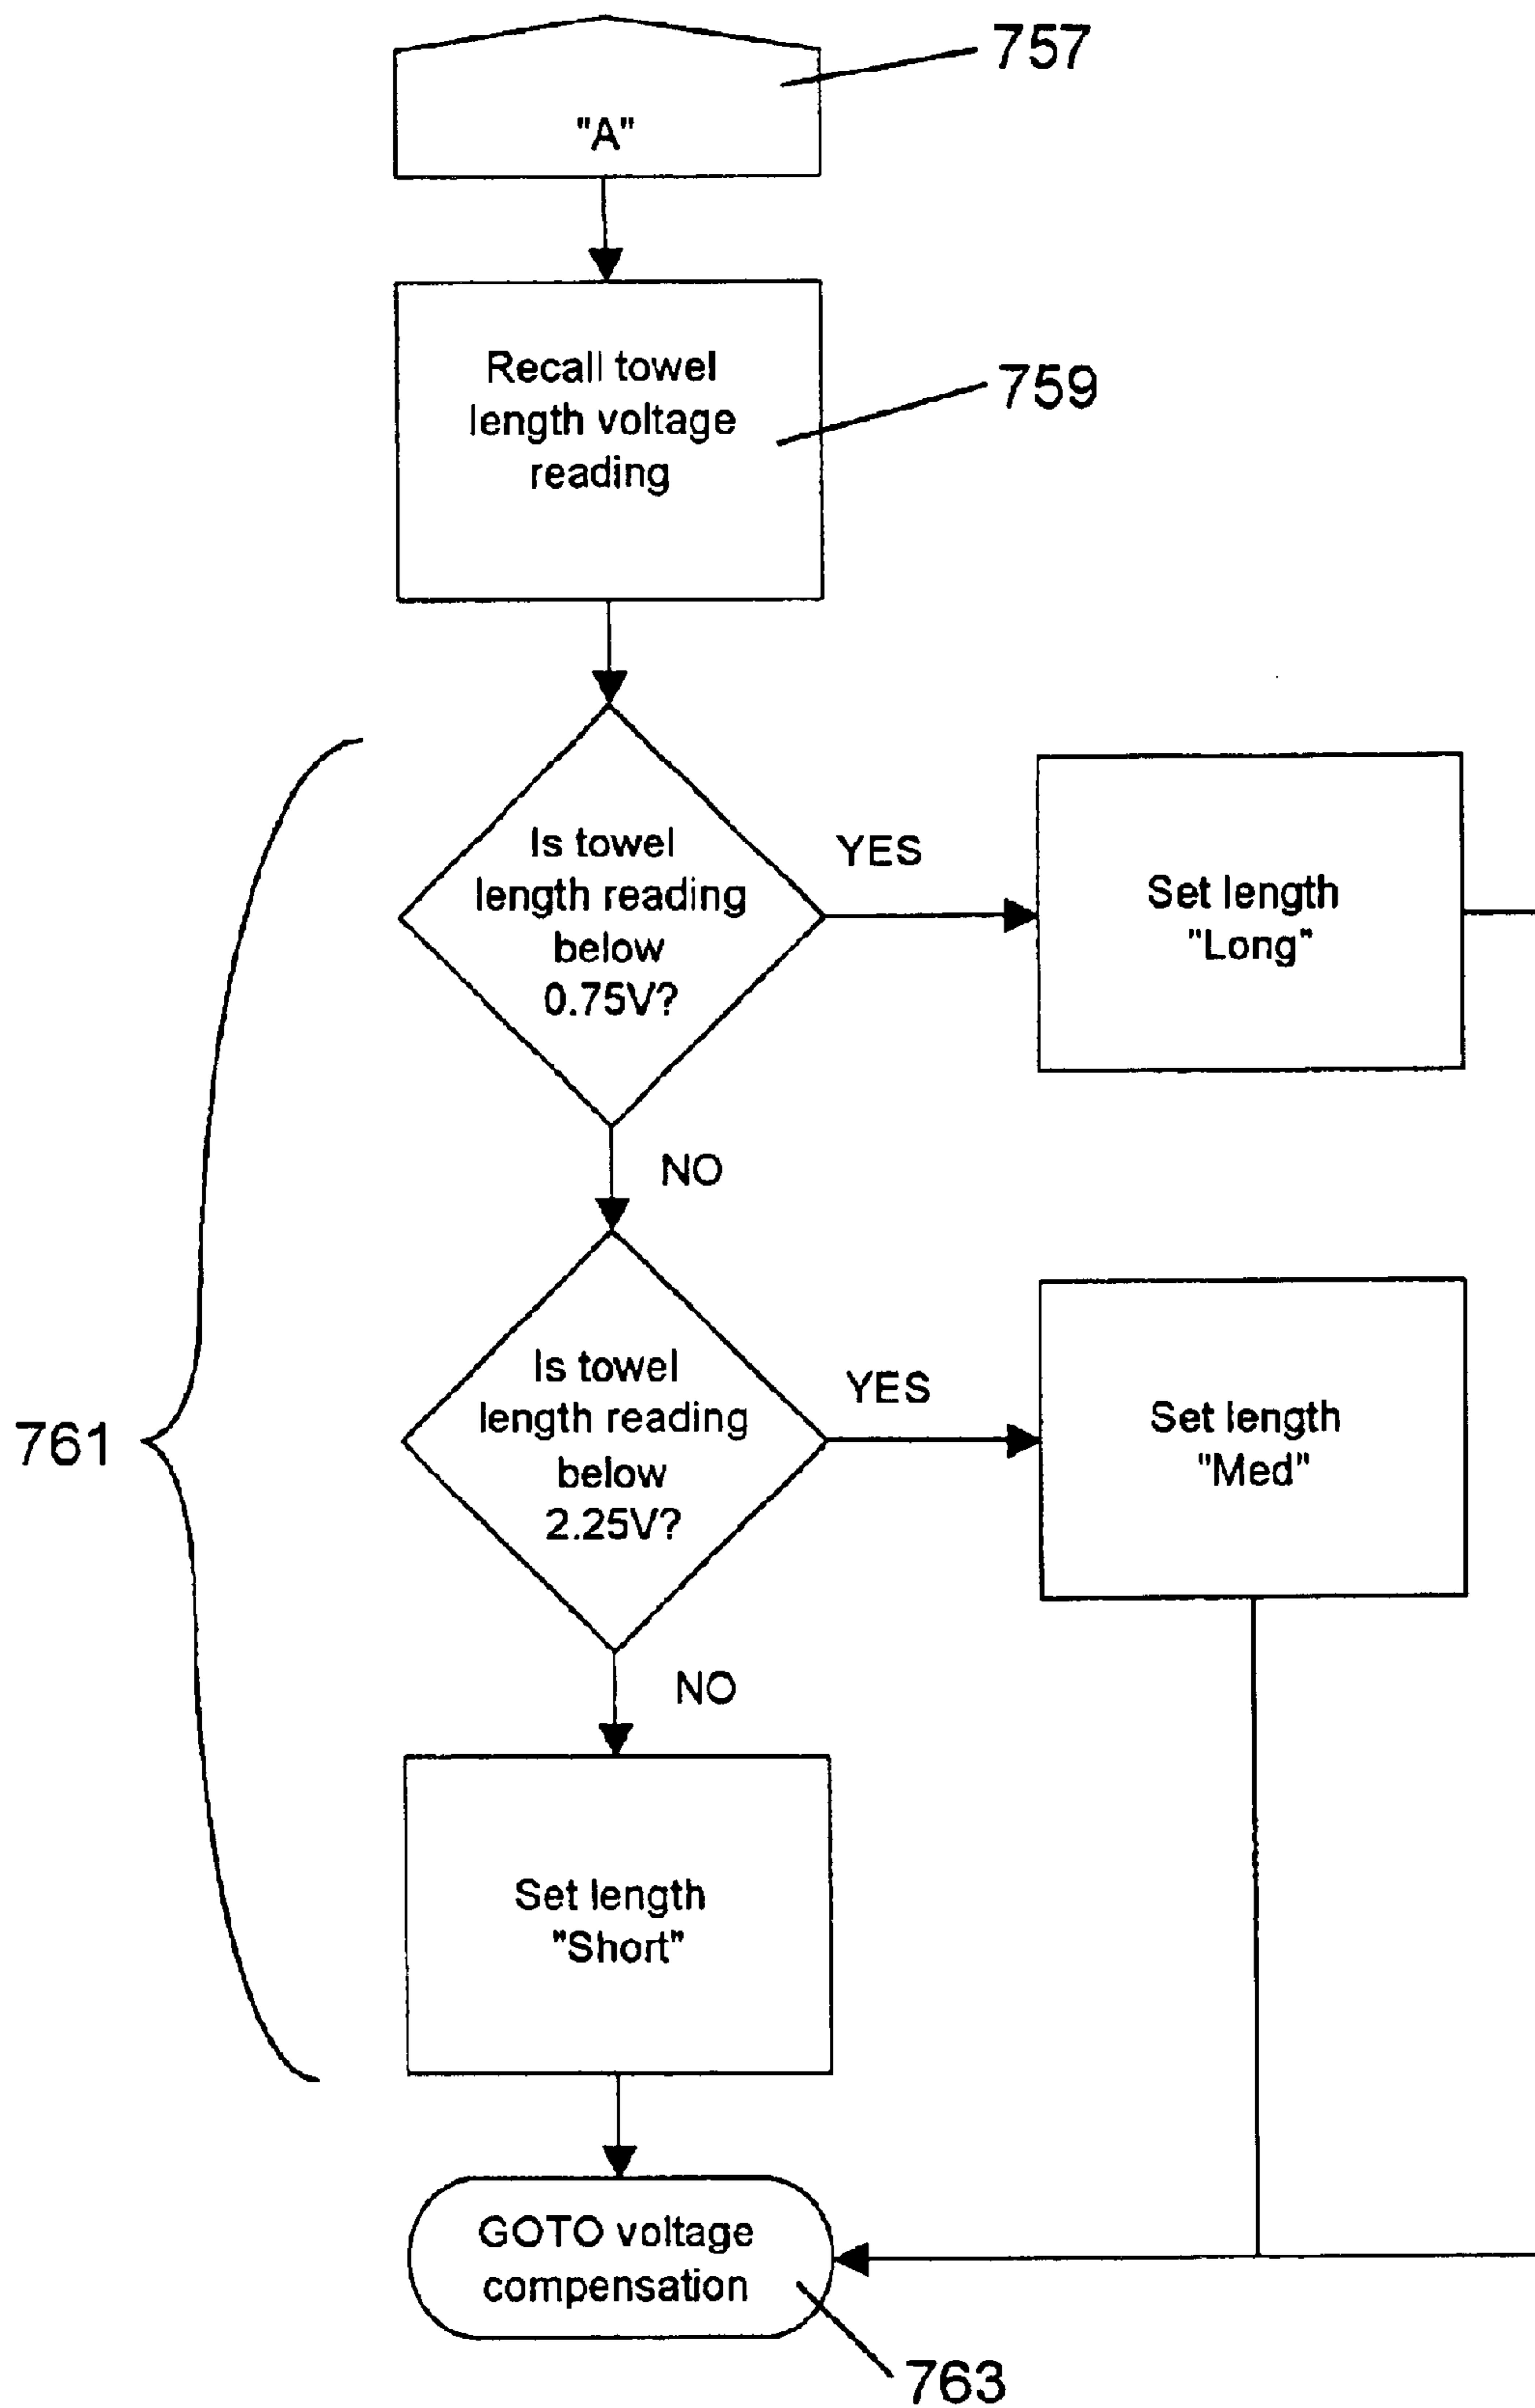 757
"A"
Recall towel
length voltage
reading
759
Is towel
length reading
below
0.75V?
YES
Set length
"Long"
NO
Is towel
length reading
below
2.25V?
YES
Set length
"Med"
761
NO
Set length
"Short"
GOTO voltage
compensation
763